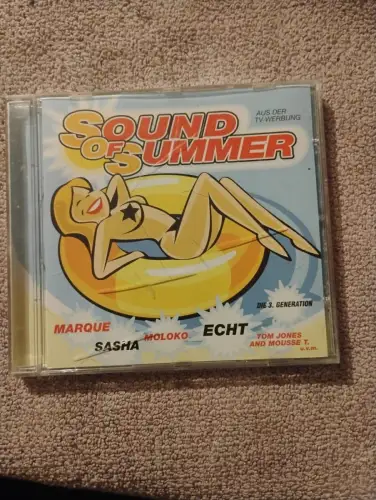 SOUND
OF SUMMER
AUS DER
TV-WERBUNG
DIE 3. GENERATION
MARQUE
SASHA
MOLOKO
ECHT
TOM JONES
AND MOUSSE T.
u.v.m.